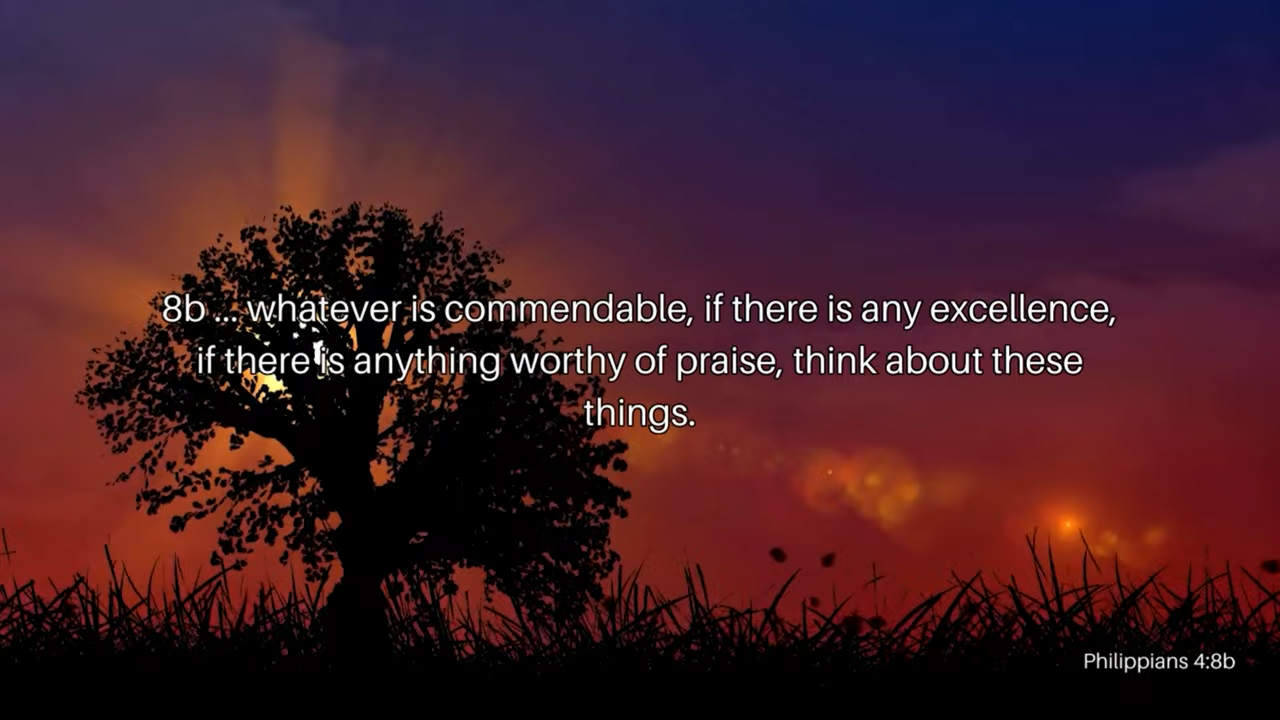 8b ... whatever is commendable, if there is any excellence,
if there is anything worthy of praise, think about these
things.
Philippians 4:8b